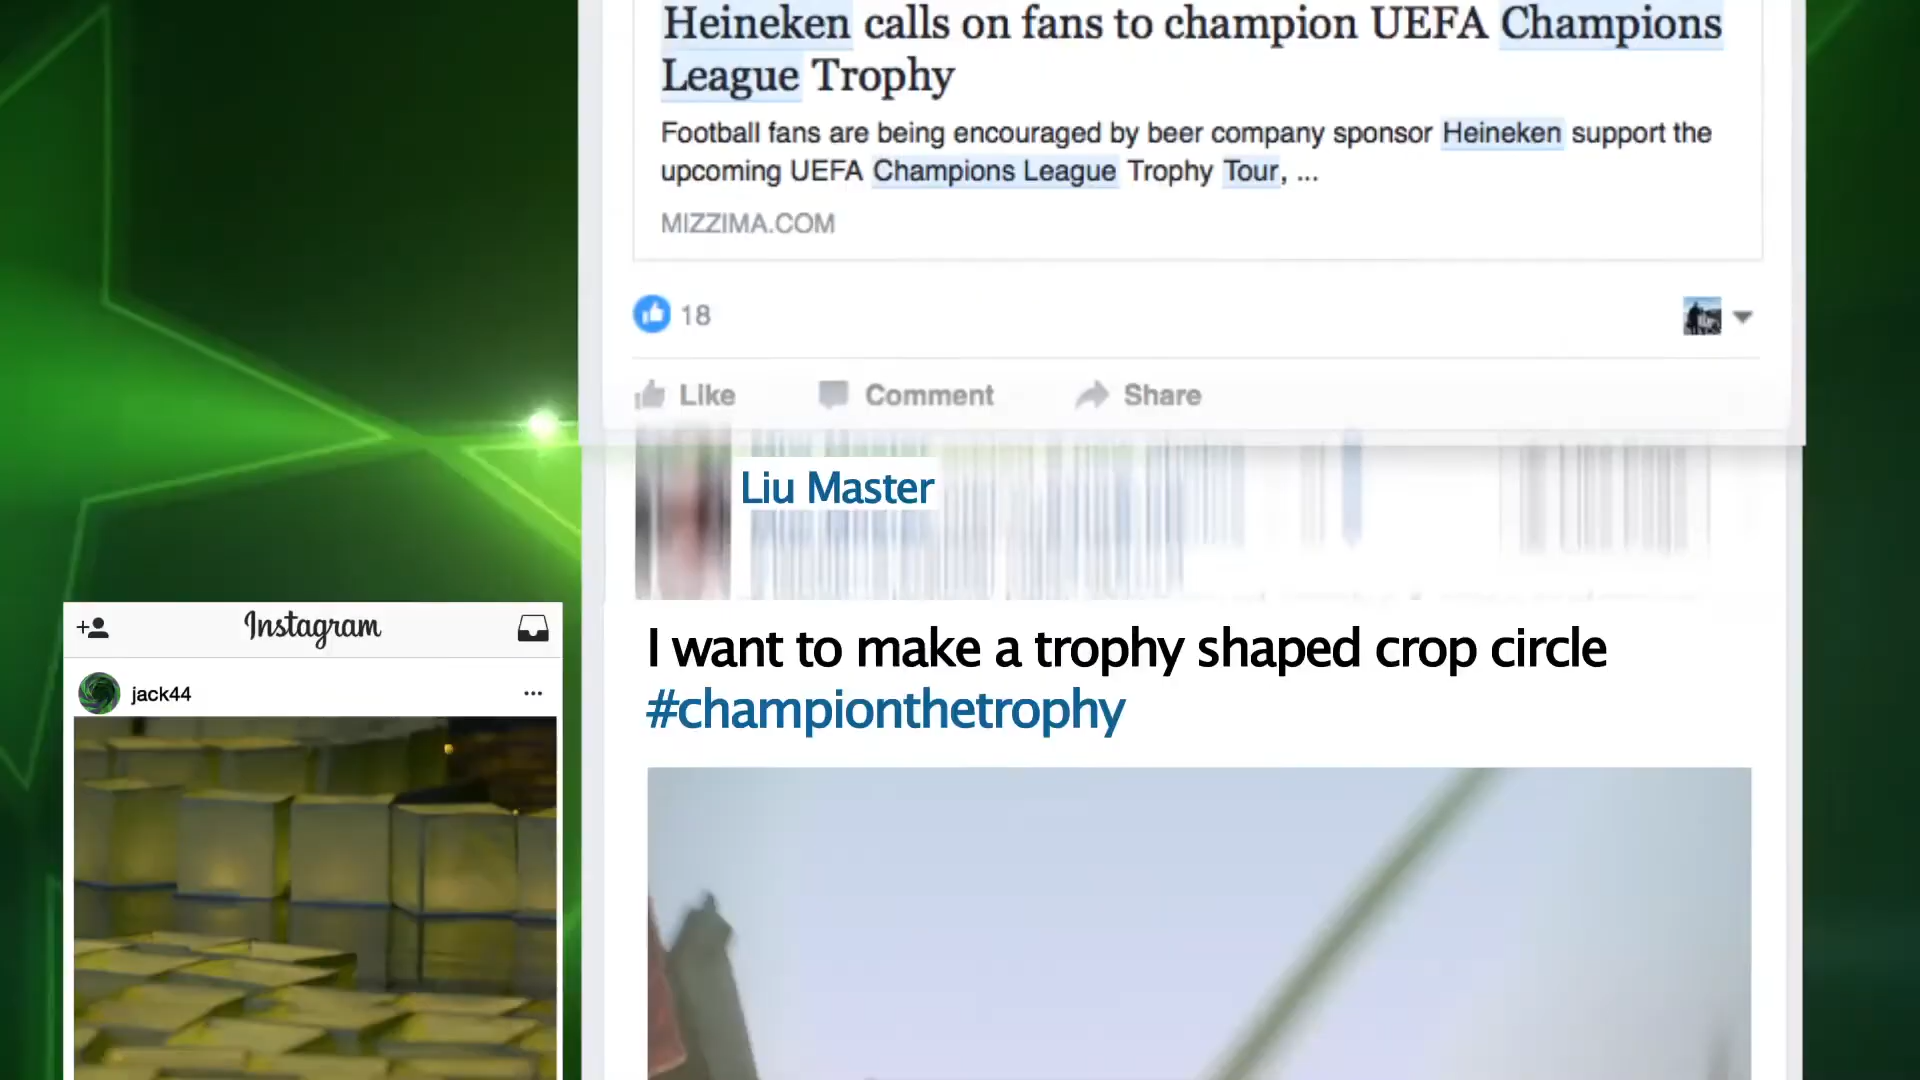 Heineken calls on fans to champion UEFA Champions
League Trophy
Football fans are being encouraged by beer company sponsor Heineken support the
upcoming UEFA Champions League Trophy Tour, ...
MIZZIMA.COM
18
Like Comment Share
Liu Master
I want to make a trophy shaped crop circle
#championthetrophy
Instagram
jack44